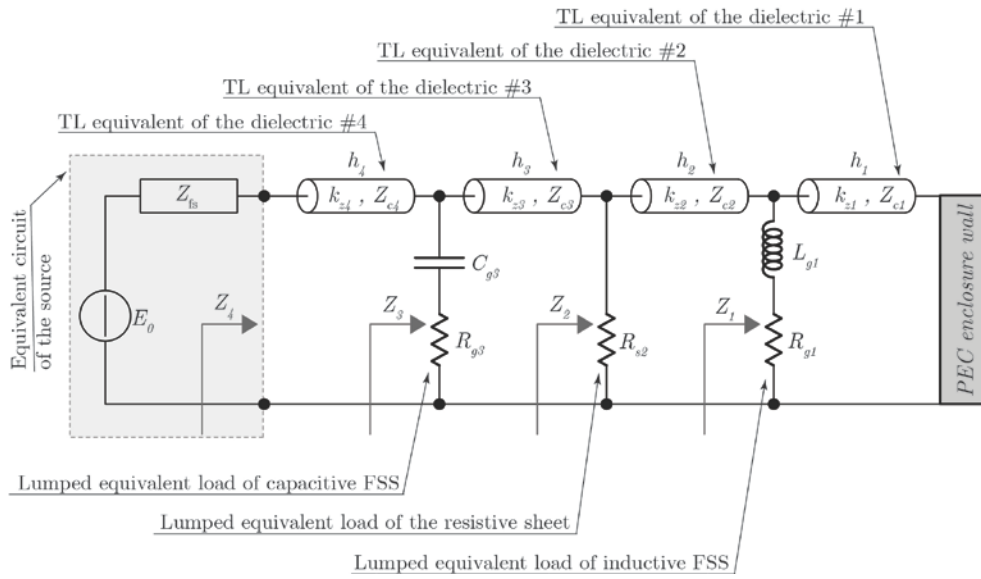 TL equivalent of the dielectric #1
TL equivalent of the dielectric #2
TL equivalent of the dielectric #3
TL equivalent of the dielectric #4
h4
h3
h2
h1
Zfs
kz4 , Zc4
kz3 , Zc3
kz2 , Zc2
kz1 , Zc1
Equivalent circuit
of the source
E0
Z4
Z3
Z2
Z1
Cg3
Rg3
Rs2
Lg1
Rg1
PEC enclosure wall
Lumped equivalent load of capacitive FSS
Lumped equivalent load of the resistive sheet
Lumped equivalent load of inductive FSS